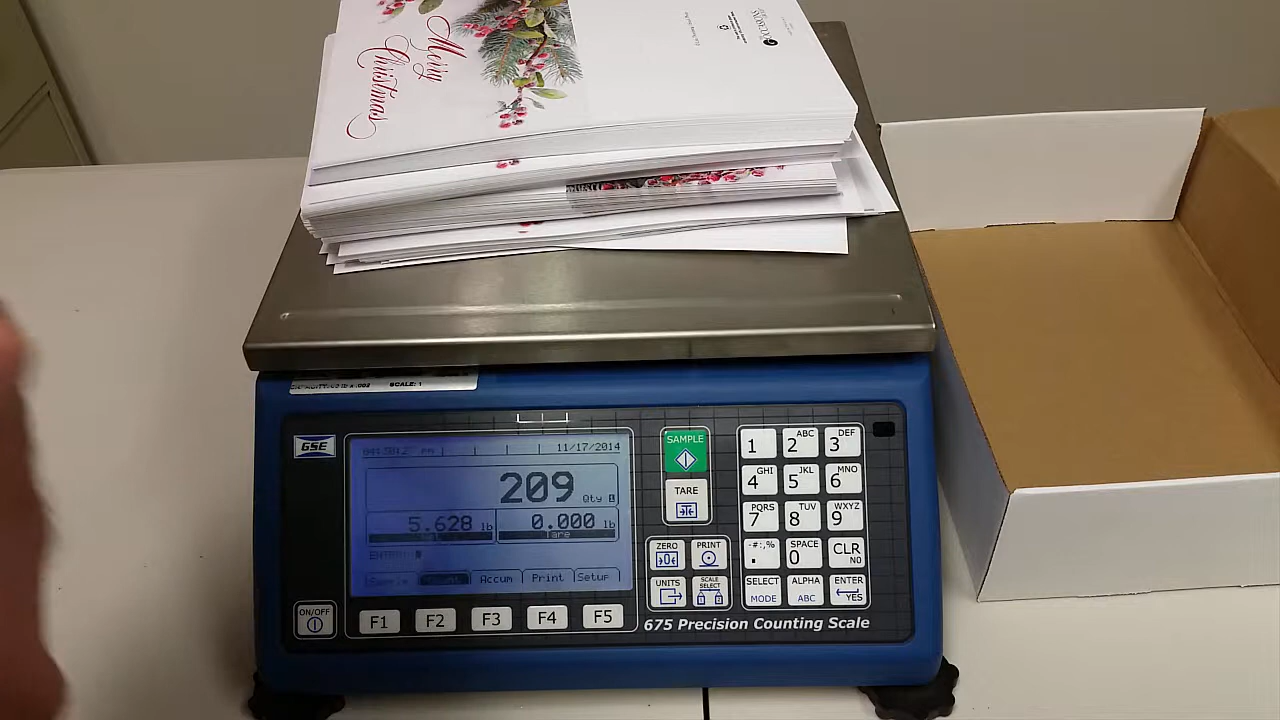 Merry
Christmas
SCALE: 1
GSE
11/17/2014
209 Qty
5.628 lb
0.000 lb
Tare
Sample
Count
Accum
Print
Setup
ON/OFF
F1
F2
F3
F4
F5
SAMPLE
TARE
ZERO
PRINT
UNITS
SCALE SELECT
1
2 ABC
3 DEF
4 GHI
5 JKL
6 MNO
7 PQRS
8 TUV
9 WXYZ
. -#:,%
0 SPACE
CLR NO
SELECT MODE
ALPHA ABC
ENTER YES
675 Precision Counting Scale